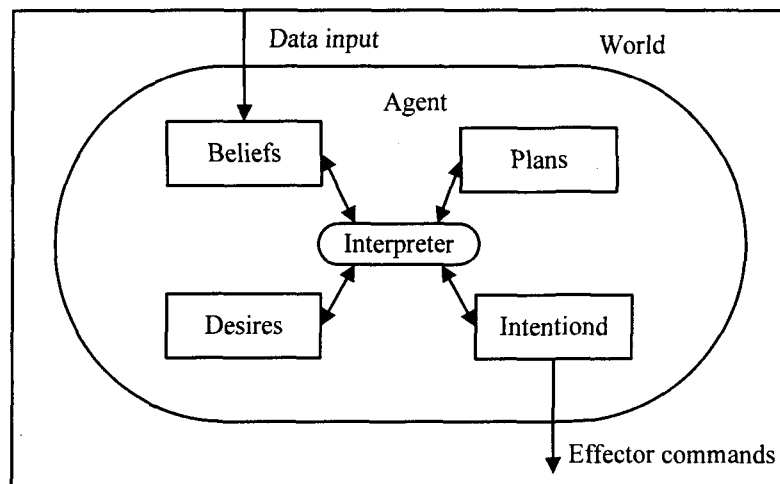 Data input
World
Agent
Beliefs
Plans
Interpreter
Desires
Intentiond
Effector commands